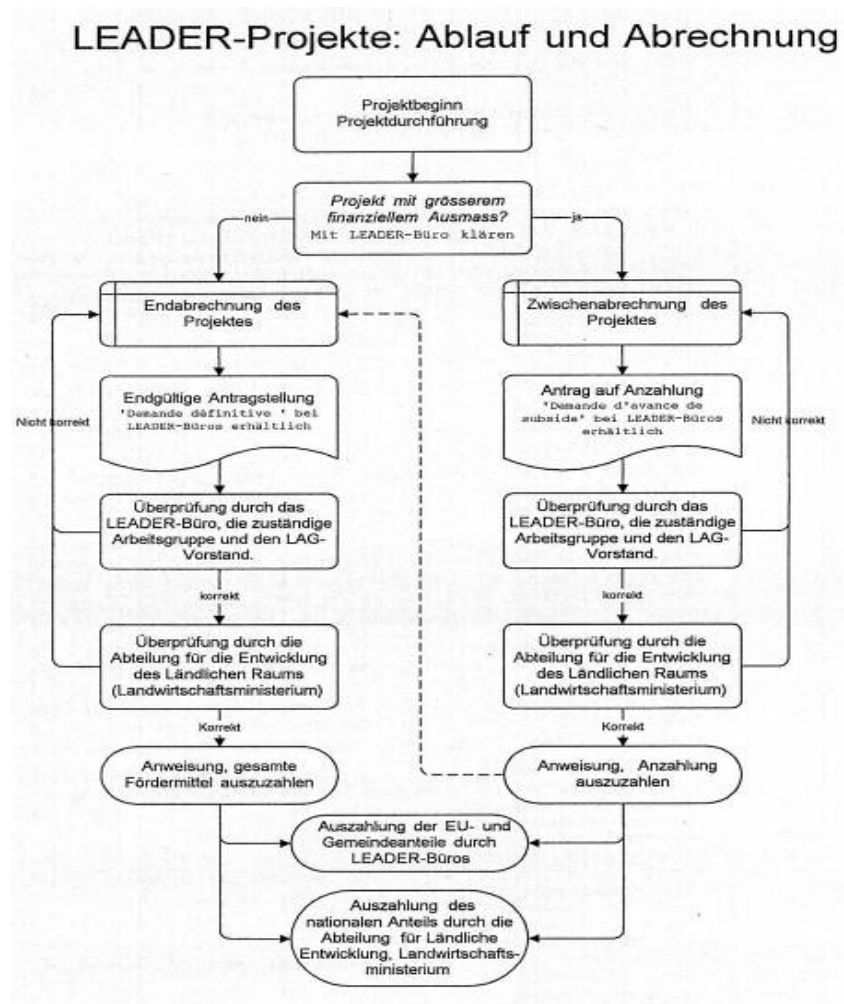 LEADER-Projekte: Ablauf und Abrechnung
Projektbeginn
Projektdurchführung
Projekt mit grösserem
finanziellem Ausmass?
Mit LEADER-Büro klären
nein
ja
Endabrechnung des
Projektes
Zwischenabrechnung des
Projektes
Endgültige Antragstellung
'Demande définitive ' bei
LEADER-Büros erhältlich
Antrag auf Anzahlung
'Demande d'avance de
subside' bei LEADER-Büros
erhältlich
Nicht korrekt
Nicht korrekt
Überprüfung durch das
LEADER-Büro, die zuständige
Arbeitsgruppe und den LAG-
Vorstand.
Überprüfung durch das
LEADER-Büro, die zuständige
Arbeitsgruppe und den LAG-
Vorstand.
korrekt
korrekt
Überprüfung durch die
Abteilung für die Entwicklung
des Ländlichen Raums
(Landwirtschaftsministerium)
Überprüfung durch die
Abteilung für die Entwicklung
des Ländlichen Raums
(Landwirtschaftsministerium)
Korrekt
Korrekt
Anweisung, gesamte
Fördermittel auszuzahlen
Anweisung, Anzahlung
auszuzahlen
Auszahlung der EU- und
Gemeindeanteile durch
LEADER-Büros
Auszahlung des
nationalen Anteils durch die
Abteilung für Ländliche
Entwicklung, Landwirtschafts-
ministerium